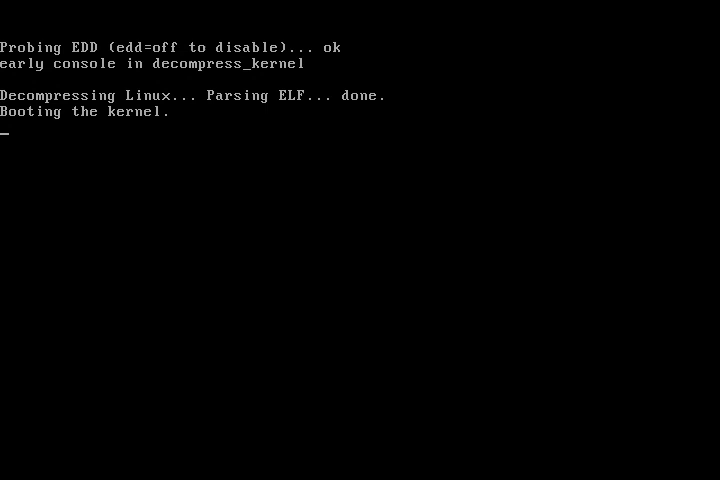 Probing EDD (edd=off to disable)... ok
early console in decompress_kernel
Decompressing Linux... Parsing ELF... done.
Booting the kernel.